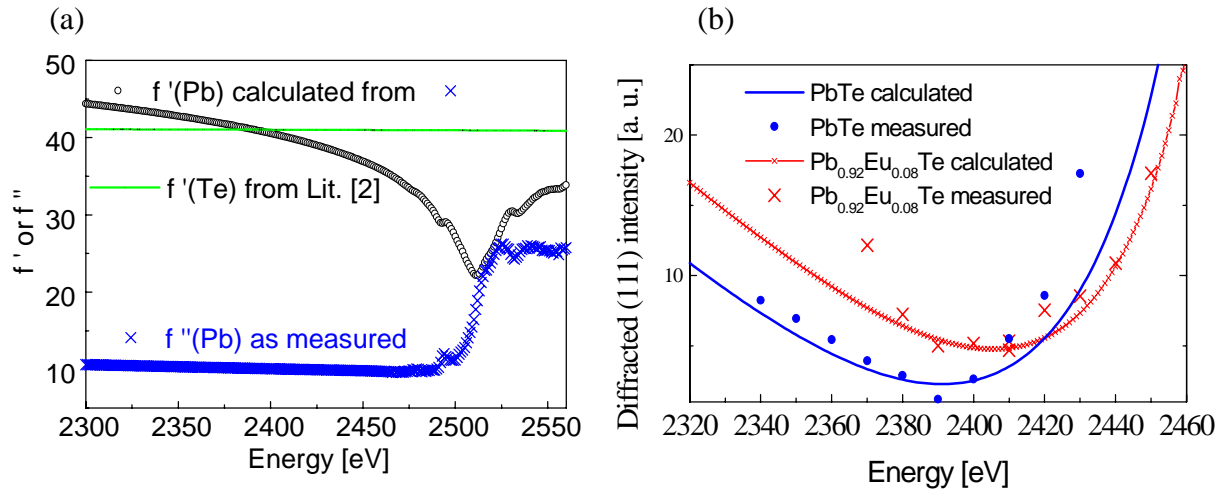 (a)
50
40
30
20
10
f ' or f ''
f '(Pb) calculated from
f '(Te) from Lit. [2]
f ''(Pb) as measured
2300 2350 2400 2450 2500 2550
Energy [eV]
(b)
20
10
Diffracted (111) intensity [a. u.]
PbTe calculated
PbTe measured
Pb0.92Eu0.08Te calculated
Pb0.92Eu0.08Te measured
2320 2340 2360 2380 2400 2420 2440 2460
Energy [eV]